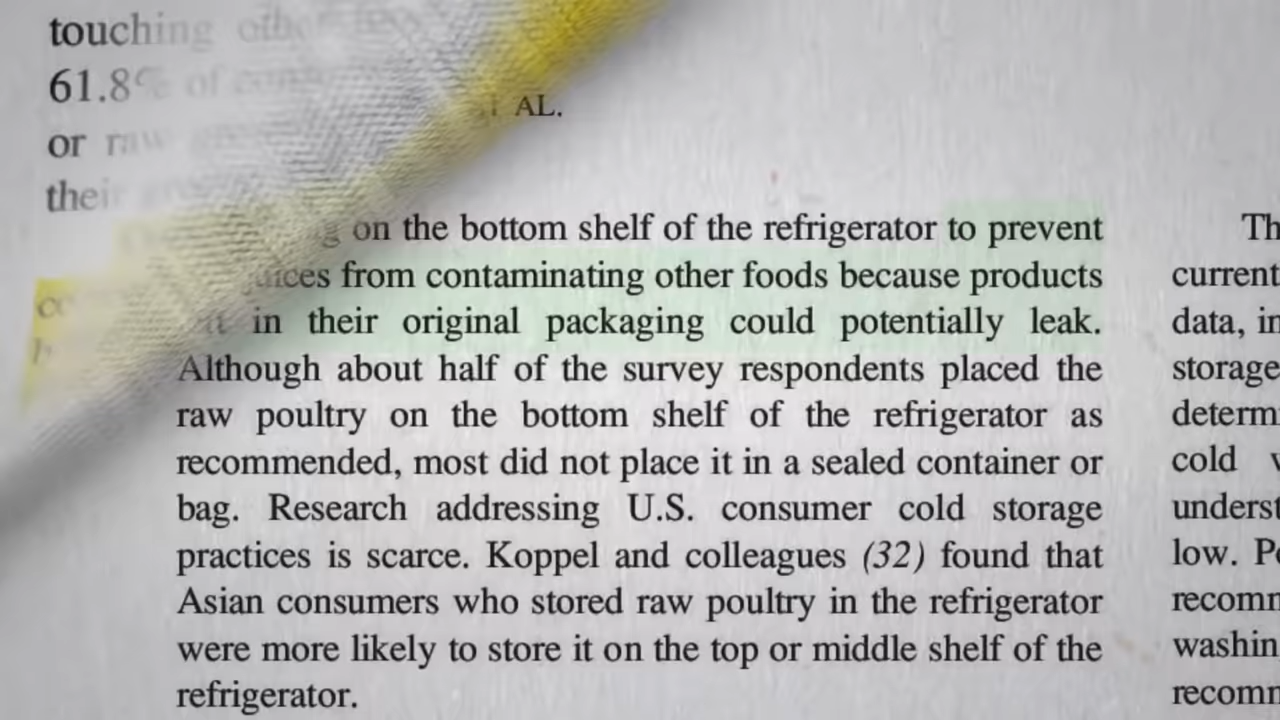 touching
61.8%
or raw
their
AL.
on the bottom shelf of the refrigerator to prevent
from contaminating other foods because products
in their original packaging could potentially leak.
Although about half of the survey respondents placed the
raw poultry on the bottom shelf of the refrigerator as
recommended, most did not place it in a sealed container or
bag. Research addressing U.S. consumer cold storage
practices is scarce. Koppel and colleagues (32) found that
Asian consumers who stored raw poultry in the refrigerator
were more likely to store it on the top or middle shelf of the
refrigerator.
Th
current
data, in
storage
determ
cold
underst
low.
recomm
washin
recomm